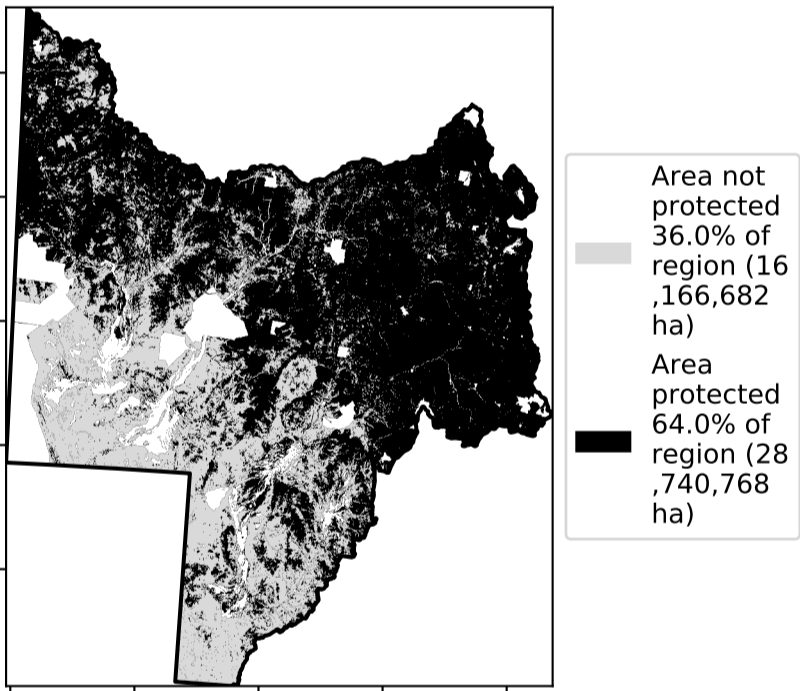 Area not
protected
36.0% of
region (16
,166,682
ha)
Area
protected
64.0% of
region (28
,740,768
ha)